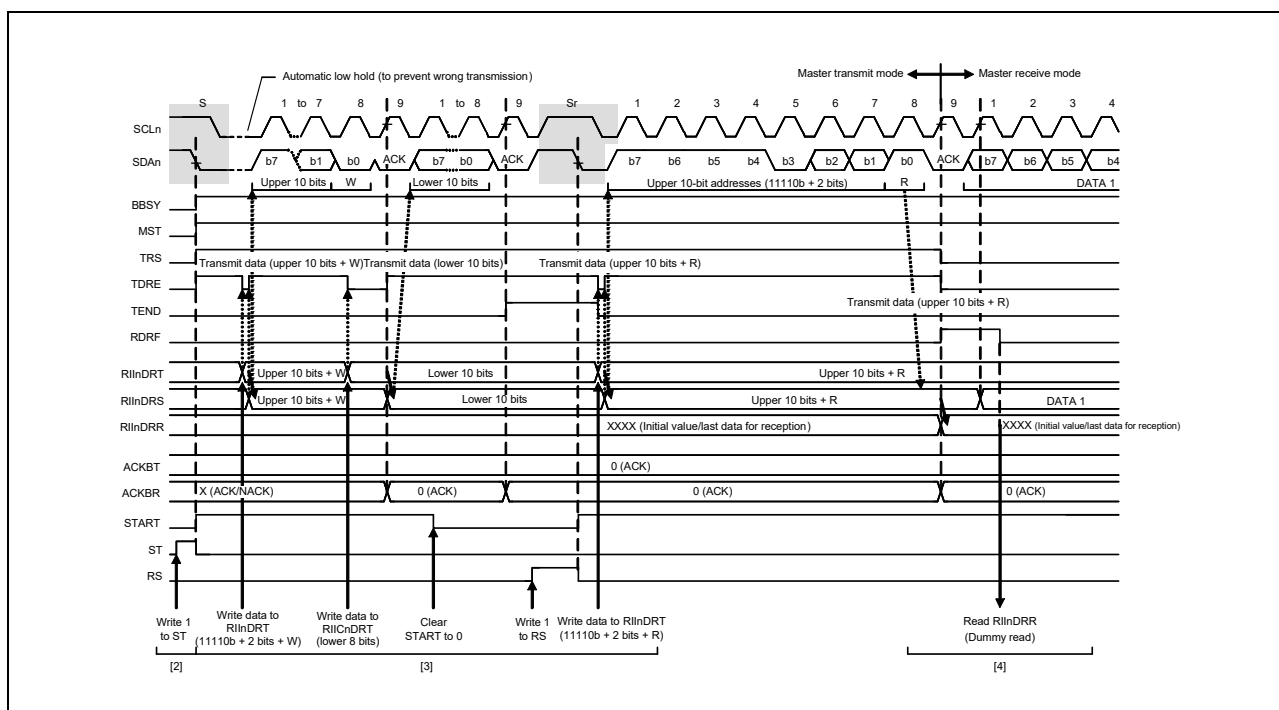 Master transmit mode Master receive mode
Automatic low hold (to prevent wrong transmission)
S 1 to 7 8 9 1 to 8 9 Sr 1 2 3 4 5 6 7 8 9 1 2 3 4
SCLn
SDAn b7 b1 b0 ACK b7 b0 ACK b7 b6 b5 b4 b3 b2 b1 b0 ACK b7 b6 b5 b4
Upper 10 bits W Lower 10 bits Upper 10-bit addresses (11110b + 2 bits) R DATA 1
BBSY
MST
TRS
Transmit data (upper 10 bits + W) Transmit data (lower 10 bits) Transmit data (upper 10 bits + R)
TDRE
Transmit data (upper 10 bits + R)
TEND
RDRF
RIInDRT Upper 10 bits + W Lower 10 bits Upper 10 bits + R
RIInDRS Upper 10 bits + W Lower 10 bits Upper 10 bits + R DATA 1
RIInDRR XXXX (Initial value/last data for reception) XXXX (Initial value/last data for reception)
ACKBT 0 (ACK)
ACKBR X (ACK/NACK) 0 (ACK) 0 (ACK) 0 (ACK)
START
ST
RS
Write 1
to ST
Write data to
RIInDRT
(11110b + 2 bits + W)
Write data to
RIICnDRT
(lower 8 bits)
Clear
START to 0
Write 1
to RS
Write data to RIInDRT
(11110b + 2 bits + R)
Read RIInDRR
(Dummy read)
[2] [3] [4]